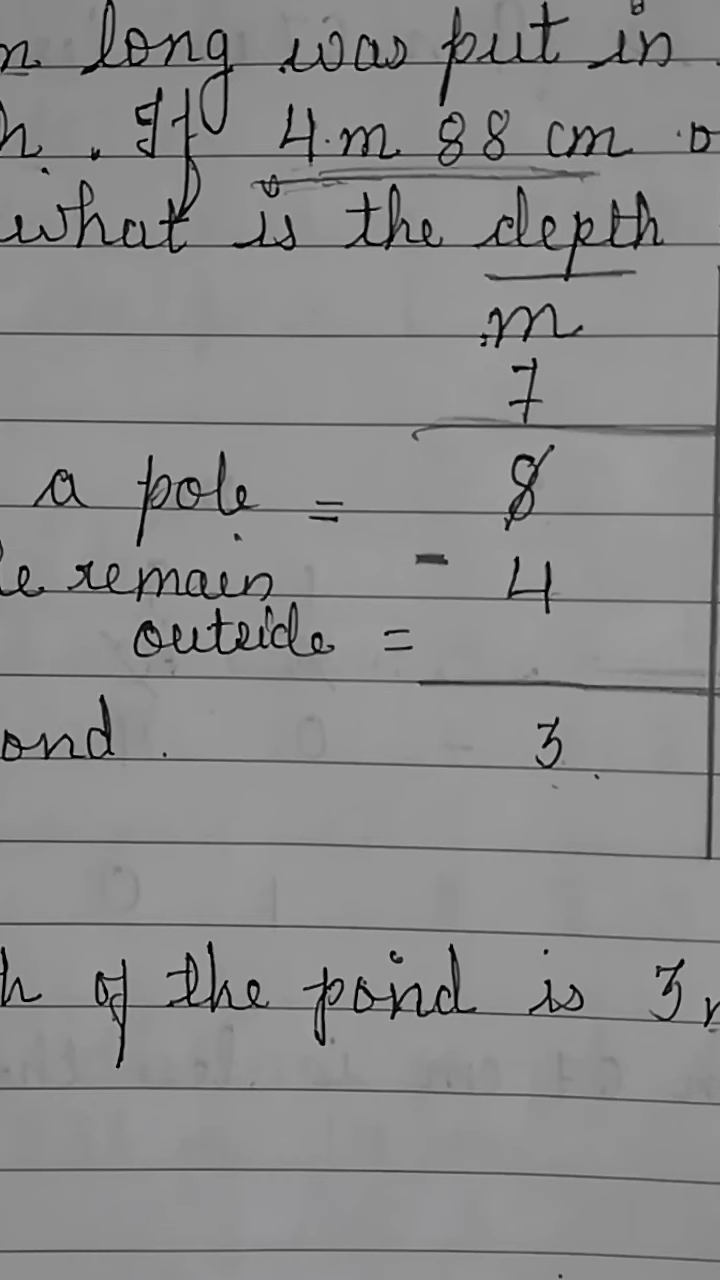 long was put in
. If 4.m 88 cm
what is the depth
m
7
a pole = 8
remain - 4
outside =
ond. 3
of the pond is 3